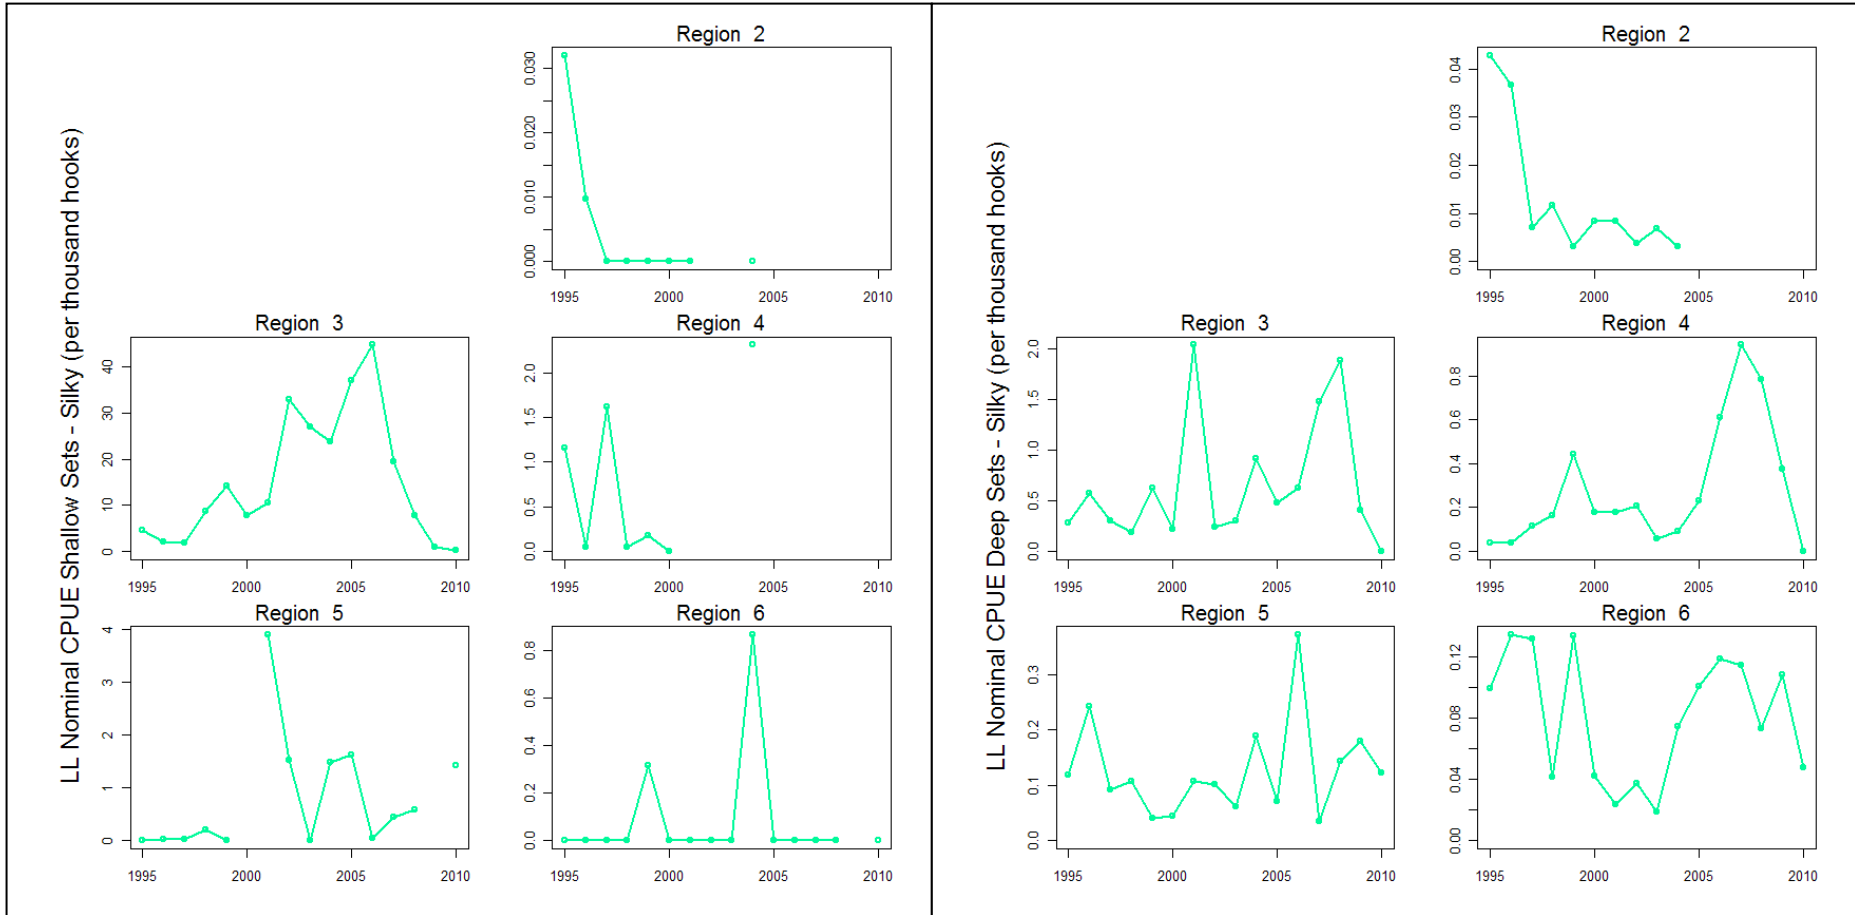 LL Nominal CPUE Shallow Sets - Silky (per thousand hooks)
Region 2
0.030
0.020
0.010
0.000
1995 2000 2005 2010
Region 3
40
30
20
10
0
1995 2000 2005 2010
Region 4
2.0
1.5
1.0
0.5
0.0
1995 2000 2005 2010
Region 5
4
3
2
1
0
1995 2000 2005 2010
Region 6
0.8
0.6
0.4
0.2
0.0
1995 2000 2005 2010
LL Nominal CPUE Deep Sets - Silky (per thousand hooks)
Region 2
0.04
0.03
0.02
0.01
0.00
1995 2000 2005 2010
Region 3
2.0
1.5
1.0
0.5
0.0
1995 2000 2005 2010
Region 4
0.8
0.6
0.4
0.2
0.0
1995 2000 2005 2010
Region 5
0.3
0.2
0.1
0.0
1995 2000 2005 2010
Region 6
0.12
0.08
0.04
0.00
1995 2000 2005 2010